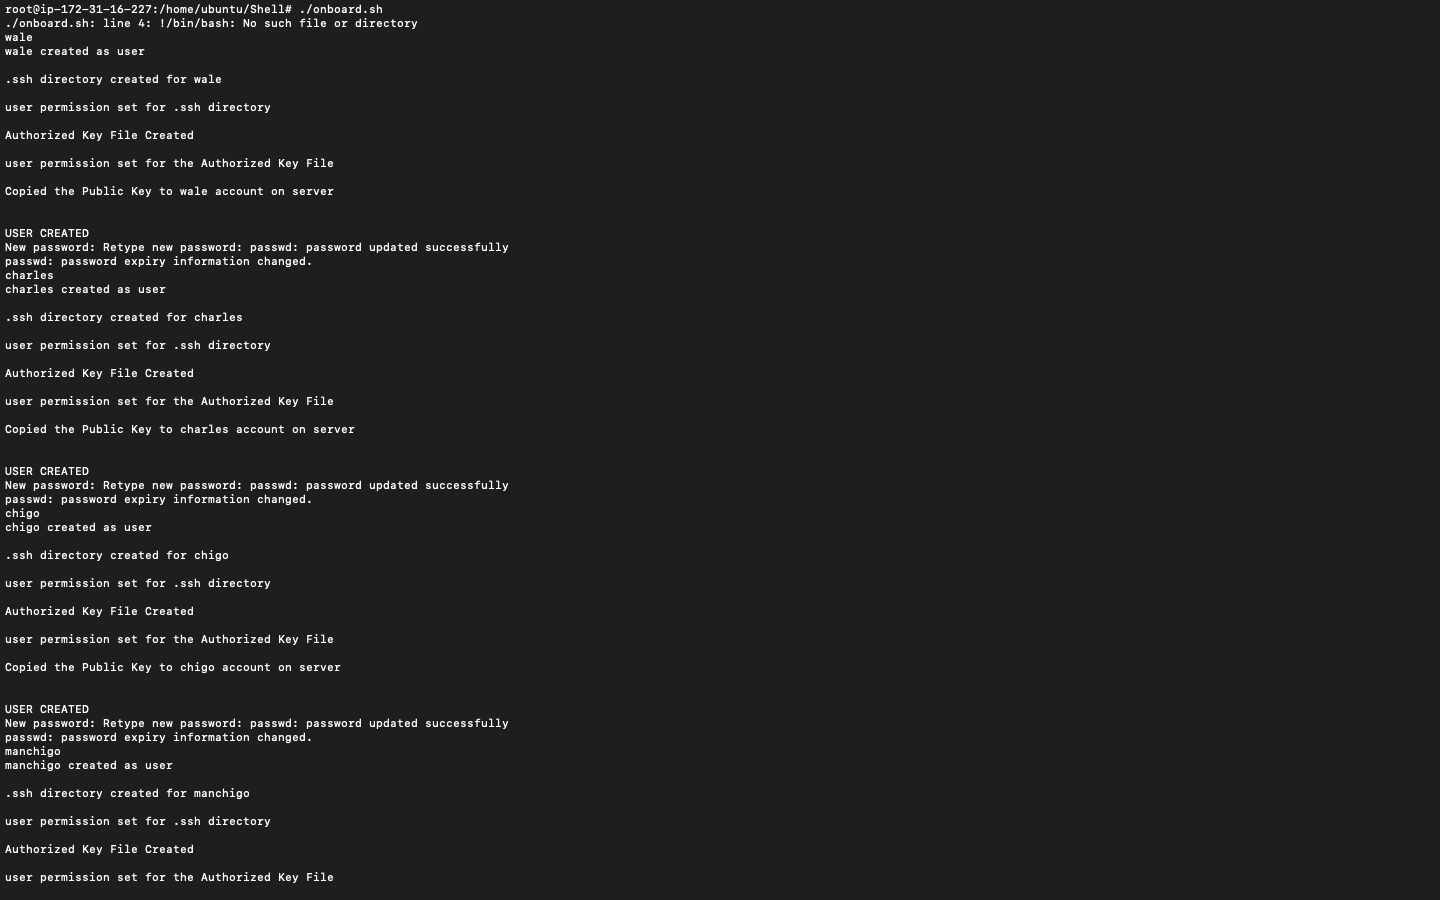 root@ip-172-31-16-227:/home/ubuntu/Shell# ./onboard.sh
./onboard.sh: line 4: !/bin/bash: No such file or directory
wale
wale created as user
.ssh directory created for wale
user permission set for .ssh directory
Authorized Key File Created
user permission set for the Authorized Key File
Copied the Public Key to wale account on server
USER CREATED
New password: Retype new password: passwd: password updated successfully
passwd: password expiry information changed.
charles
charles created as user
.ssh directory created for charles
user permission set for .ssh directory
Authorized Key File Created
user permission set for the Authorized Key File
Copied the Public Key to charles account on server
USER CREATED
New password: Retype new password: passwd: password updated successfully
passwd: password expiry information changed.
chigo
chigo created as user
.ssh directory created for chigo
user permission set for .ssh directory
Authorized Key File Created
user permission set for the Authorized Key File
Copied the Public Key to chigo account on server
USER CREATED
New password: Retype new password: passwd: password updated successfully
passwd: password expiry information changed.
manchigo
manchigo created as user
.ssh directory created for manchigo
user permission set for .ssh directory
Authorized Key File Created
user permission set for the Authorized Key File